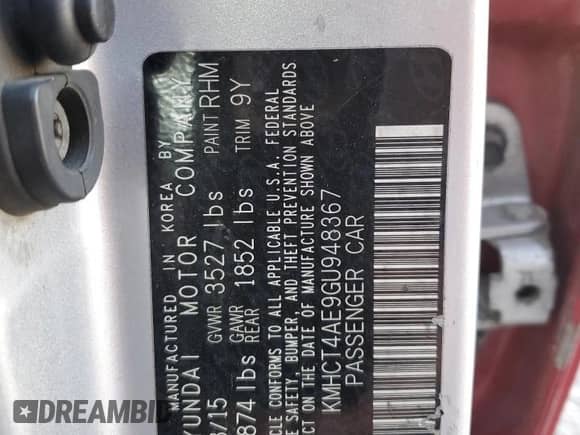 MANUFACTURED IN KOREA BY
HYUNDAI MOTOR COMPANY
/15 GVWR 3527 lbs PAINT RHM
874 lbs GAWR REAR 1852 lbs TRIM 9Y
CONFORMS TO ALL APPLICABLE U.S.A. FEDERAL
SAFETY, BUMPER, AND THEFT PREVENTION STANDARDS
ON THE DATE OF MANUFACTURE SHOWN ABOVE
KMHCT4AE9GU948367
PASSENGER CAR
DREAMBID